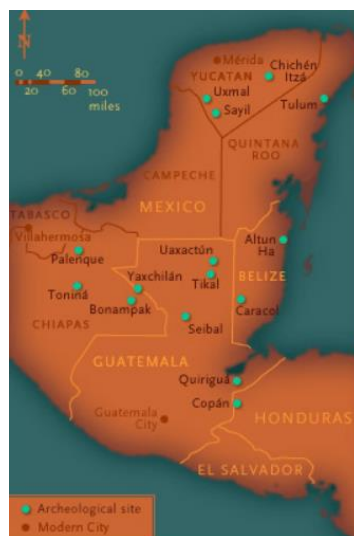 N
0 40 80
20 60 100
miles
Mérida
YUCATAN
Chichén
Itzá
Uxmal
Sayil
Tulum
QUINTANA
ROO
CAMPECHE
MEXICO
TABASCO
Villahermosa
Palenque
Uaxactún
Altun
Ha
Yaxchilán
Tikal
BELIZE
Toniná
Bonampak
Caracol
CHIAPAS
Seibal
GUATEMALA
Quiriguá
Copán
Guatemala
City
HONDURAS
EL SALVADOR
Archeological site
Modern City